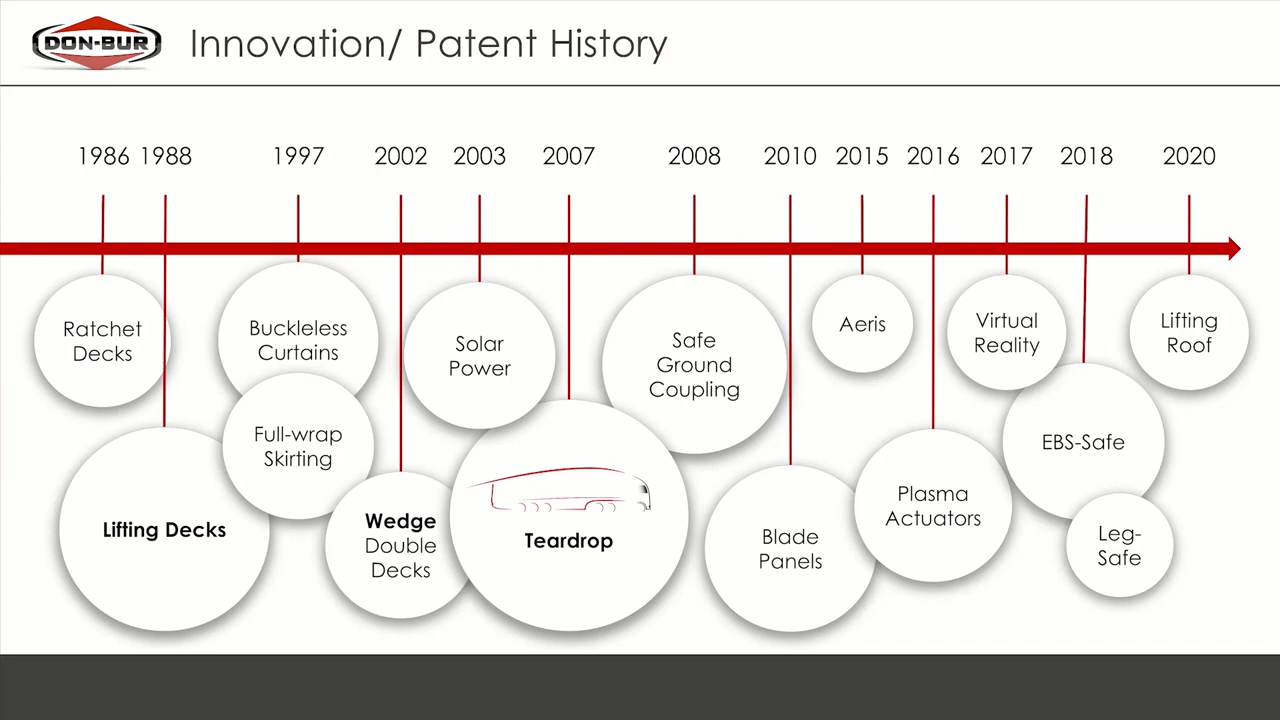 DON-BUR
Innovation/ Patent History
1986 1988 1997 2002 2003 2007 2008 2010 2015 2016 2017 2018 2020
Ratchet
Decks
Lifting Decks
Buckleless
Curtains
Full-wrap
Skirting
Wedge
Double
Decks
Solar
Power
Teardrop
Safe
Ground
Coupling
Blade
Panels
Aeris
Plasma
Actuators
Virtual
Reality
EBS-Safe
Leg-
Safe
Lifting
Roof